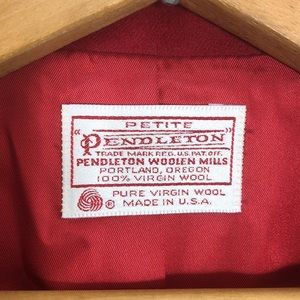 PETITE
"PENDLETON"
TRADE MARK REG. U.S. PAT. OFF.
PENDLETON WOOLEN MILLS
PORTLAND, OREGON
100% VIRGIN WOOL
PURE VIRGIN WOOL
® MADE IN U.S.A.